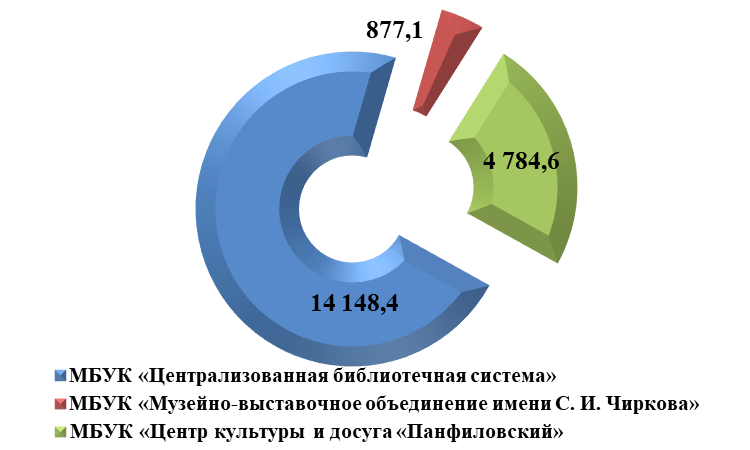 877,1
4 784,6
14 148,4
МБУК «Централизованная библиотечная система»
МБУК «Музейно-выставочное объединение имени С. И. Чиркова»
МБУК «Центр культуры и досуга «Панфиловский»